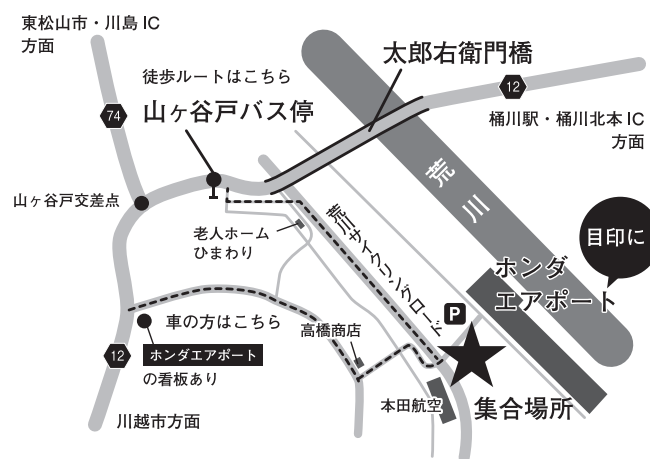 東松山市・川島 IC
方面
太郎右衛門橋
徒歩ルートはこちら
12
74
山ヶ谷戸バス停
桶川駅・桶川北本 IC
方面
荒川
山ヶ谷戸交差点
荒川サイクリングロード
老人ホーム
ひまわり
目印に
ホンダ
エアポート
P
車の方はこちら
高橋商店
12
ホンダエアポート
の看板あり
本田航空
集合場所
川越市方面